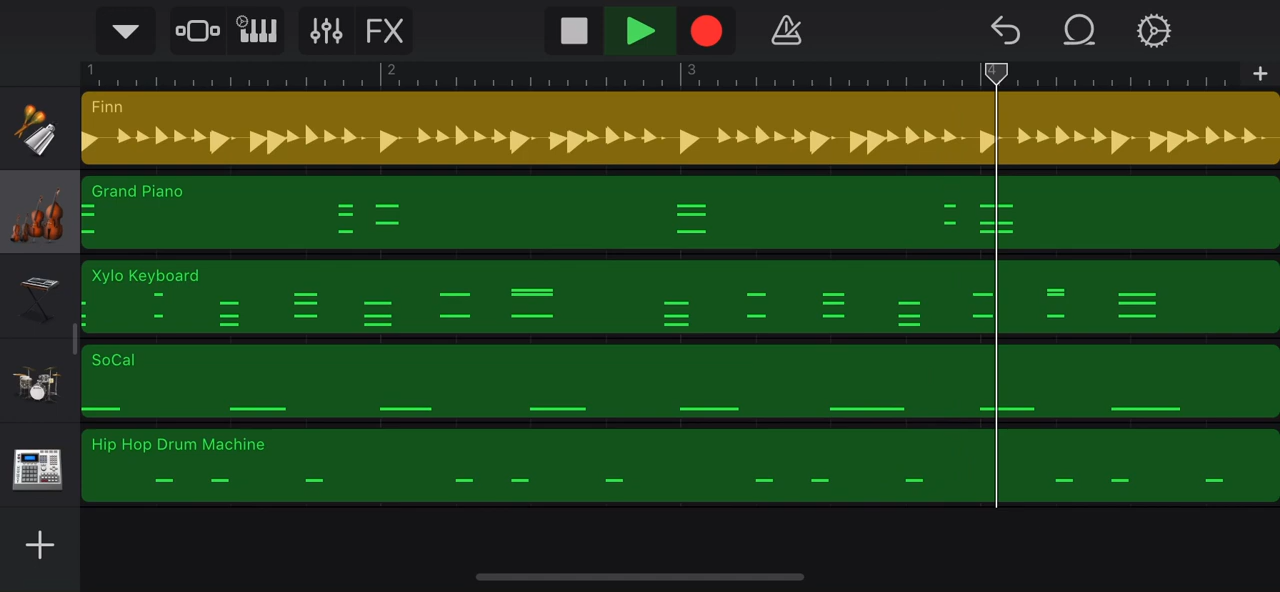 FX
1 2 3 4
Finn
Grand Piano
Xylo Keyboard
SoCal
Hip Hop Drum Machine